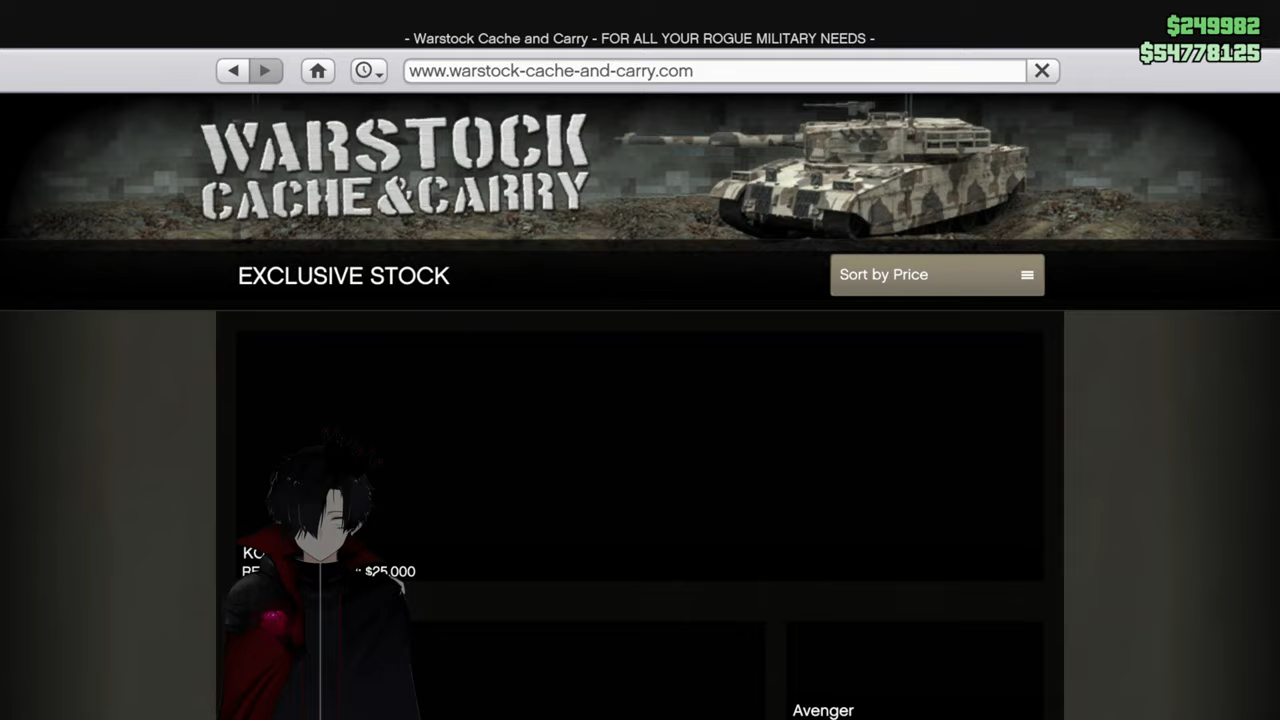 $249982
- Warstock Cache and Carry - FOR ALL YOUR ROGUE MILITARY NEEDS -
$54778125
www.warstock-cache-and-carry.com
WARSTOCK
CACHE&CARRY
EXCLUSIVE STOCK
Sort by Price
$25,000
Avenger